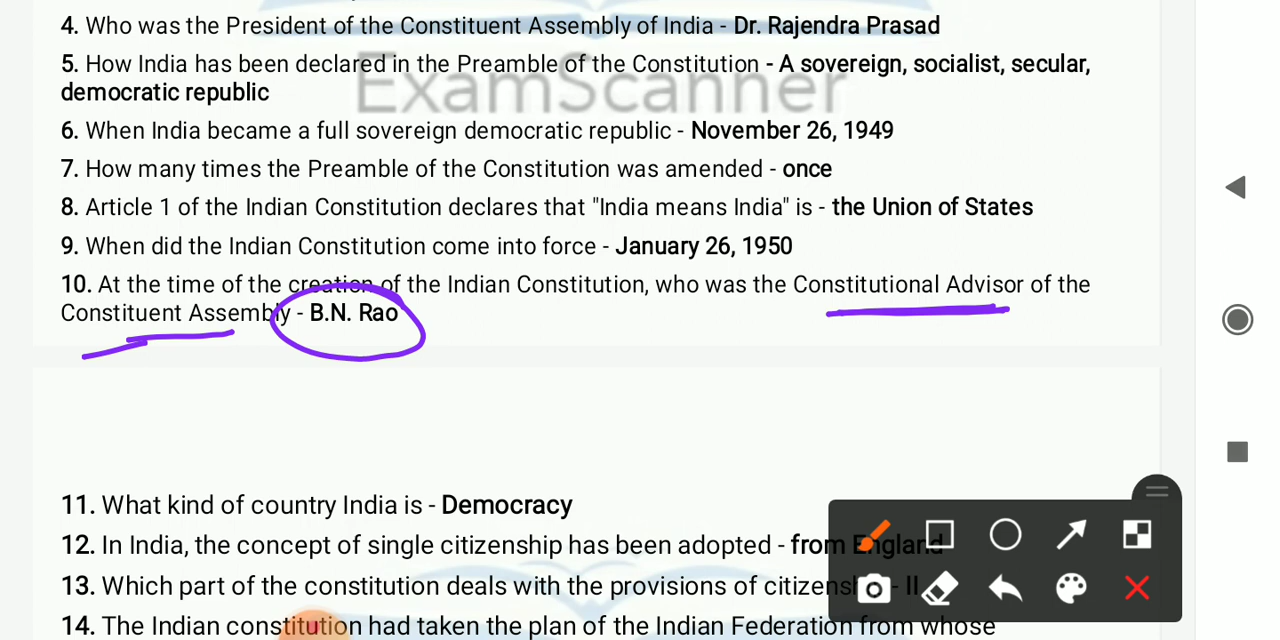 4. Who was the President of the Constituent Assembly of India - Dr. Rajendra Prasad
5. How India has been declared in the Preamble of the Constitution - A sovereign, socialist, secular,
democratic republic
ExamScanner
6. When India became a full sovereign democratic republic - November 26, 1949
7. How many times the Preamble of the Constitution was amended - once
8. Article 1 of the Indian Constitution declares that "India means India" is - the Union of States
9. When did the Indian Constitution come into force - January 26, 1950
10. At the time of the creation of the Indian Constitution, who was the Constitutional Advisor of the
Constituent Assembly - B.N. Rao
11. What kind of country India is - Democracy
12. In India, the concept of single citizenship has been adopted - from England
13. Which part of the constitution deals with the provisions of citizenship - II
14. The Indian constitution had taken the plan of the Indian Federation from whose